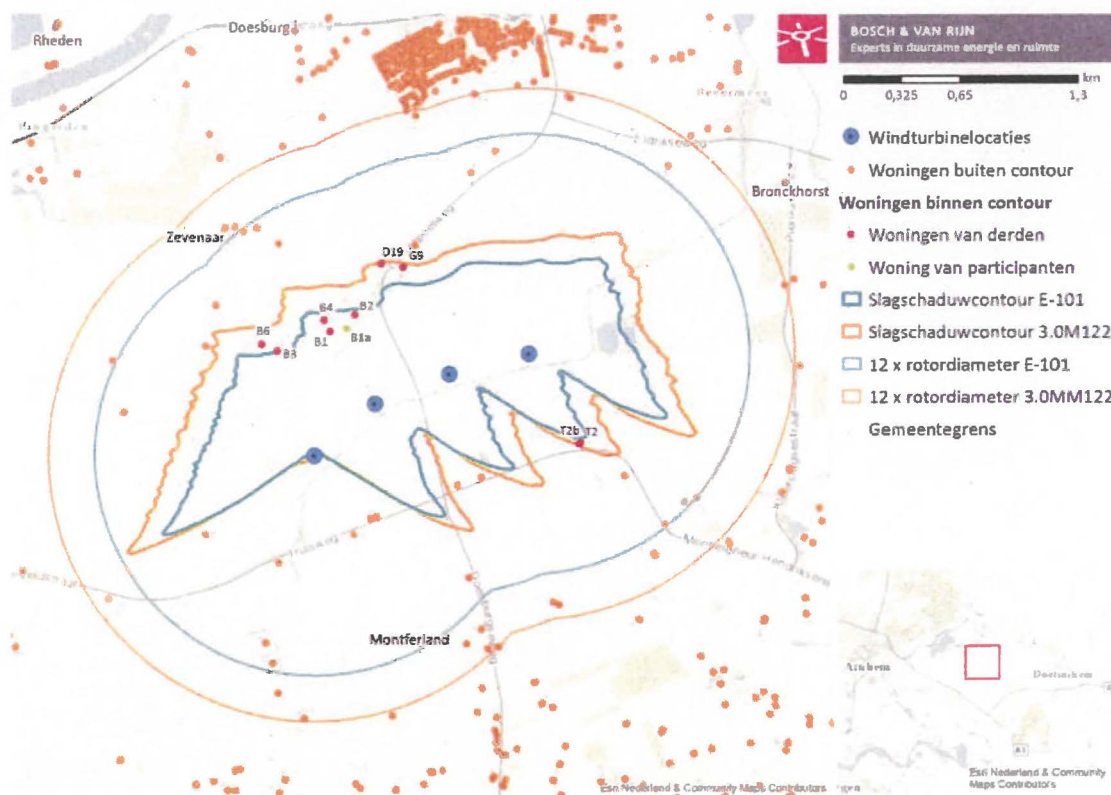 Doesburg
Rheden
Zevenaar
Bronckhorst
D19
G9
B4
B2
B6
B1
B1a
B3
T2b
T2
Montferland
Esri Nederland & Community Maps Contributors
BOSCH & VAN RIJN
Experts in duurzame energie en ruimte
km
0 0,325 0,65 1,3
Windturbinelocaties
Woningen buiten contour
Woningen binnen contour
Woningen van derden
Woning van participanten
Slagschaduwcontour E-101
Slagschaduwcontour 3.0M122
12 x rotordiameter E-101
12 x rotordiameter 3.0MM122
Gemeentegrens
Arnhem
Doetinchem
Esri Nederland & Community
Maps Contributors